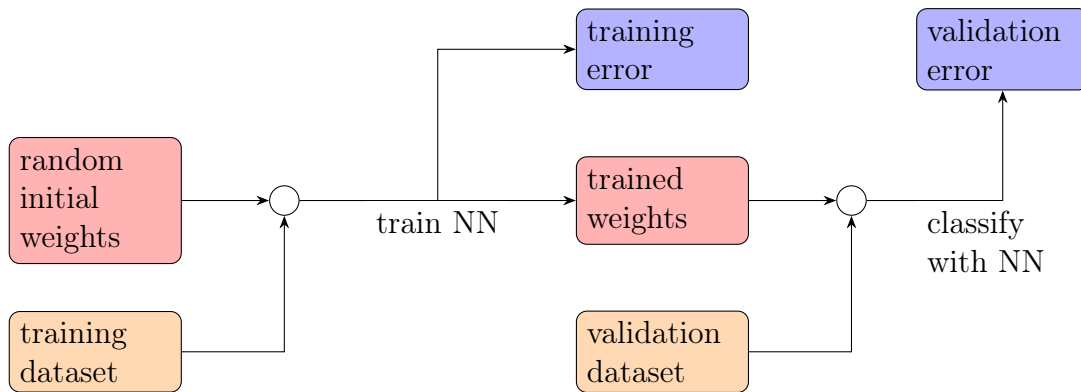 training
error
validation
error
random
initial
weights
trained
weights
train NN
classify
with NN
training
dataset
validation
dataset